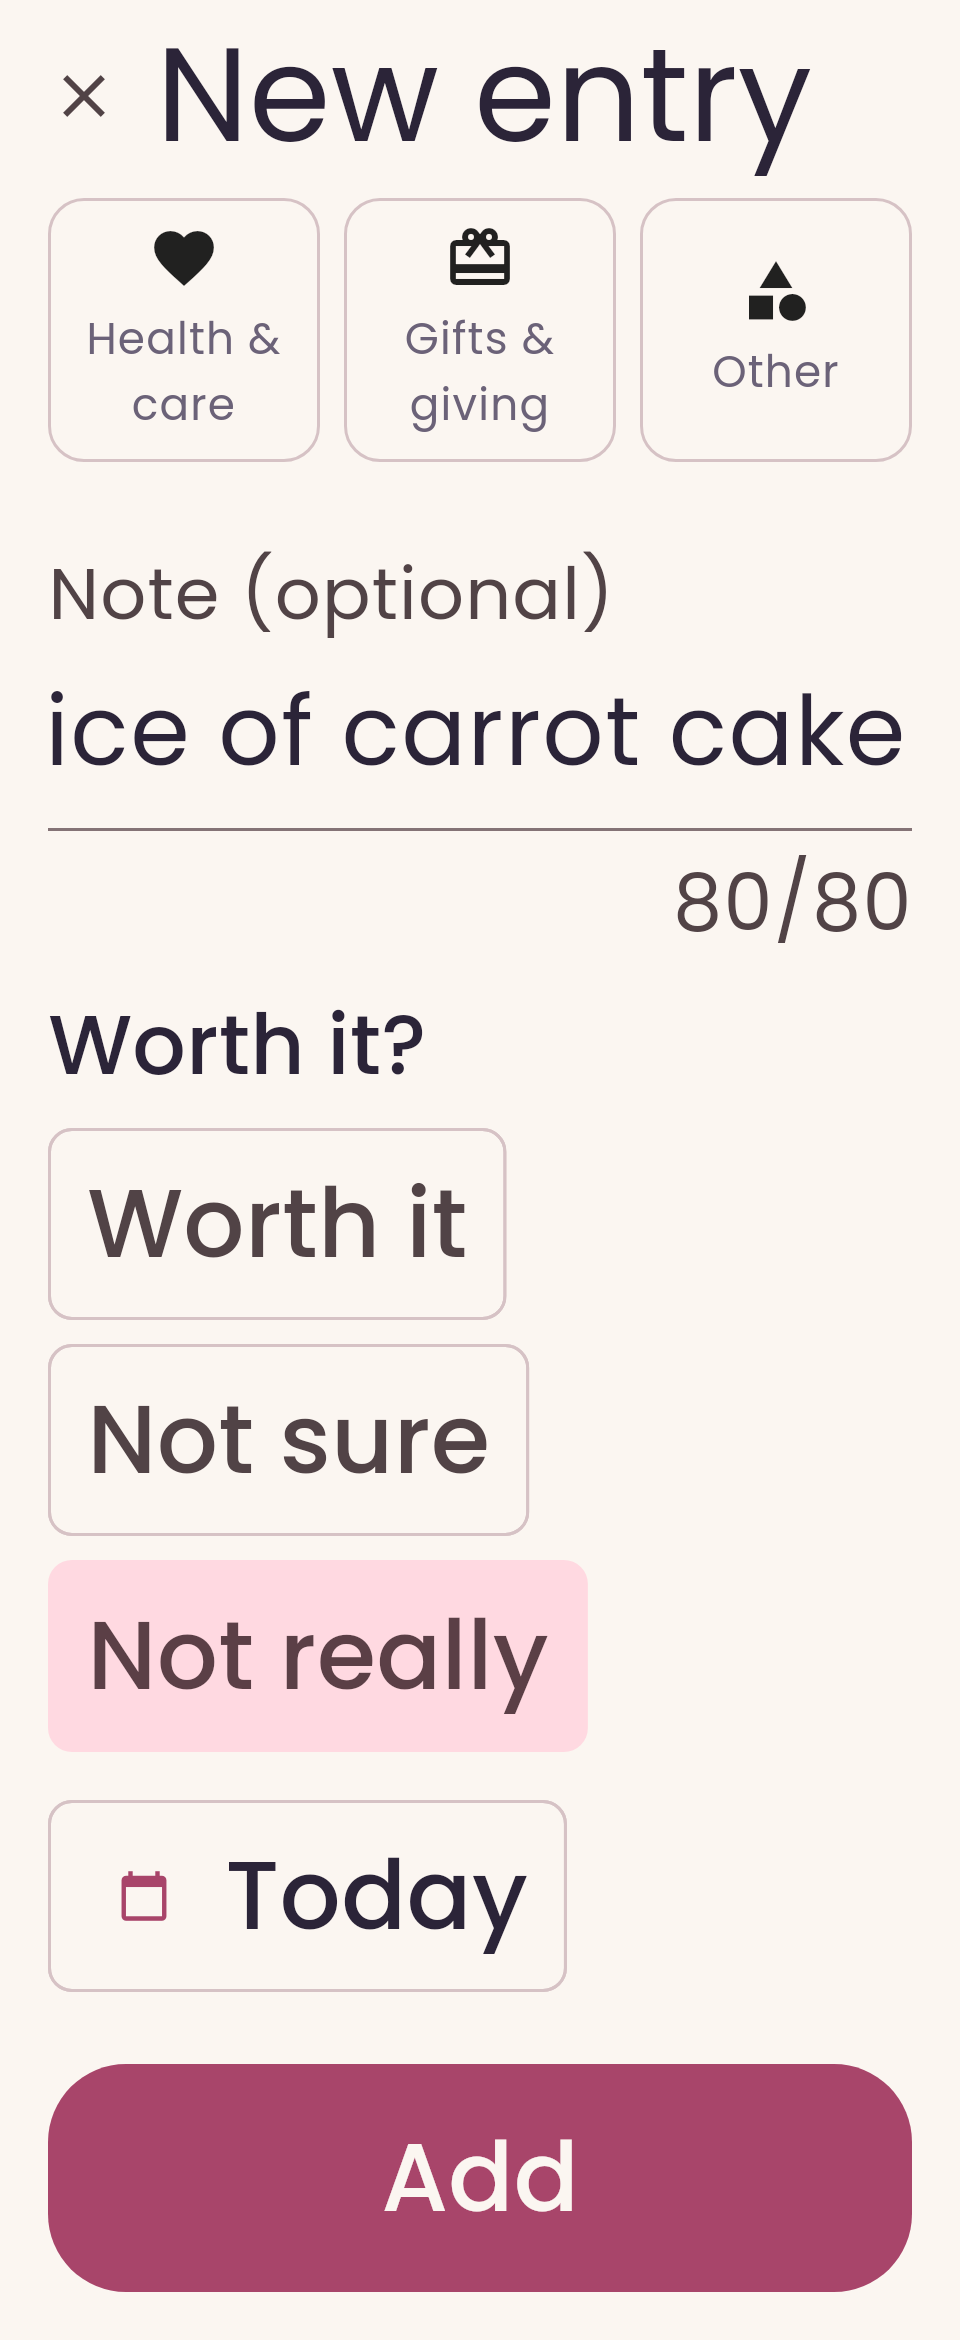 New entry
Health &
care
Gifts &
giving
Other
Note (optional)
ice of carrot cake
80/80
Worth it?
Worth it
Not sure
Not really
Today
Add